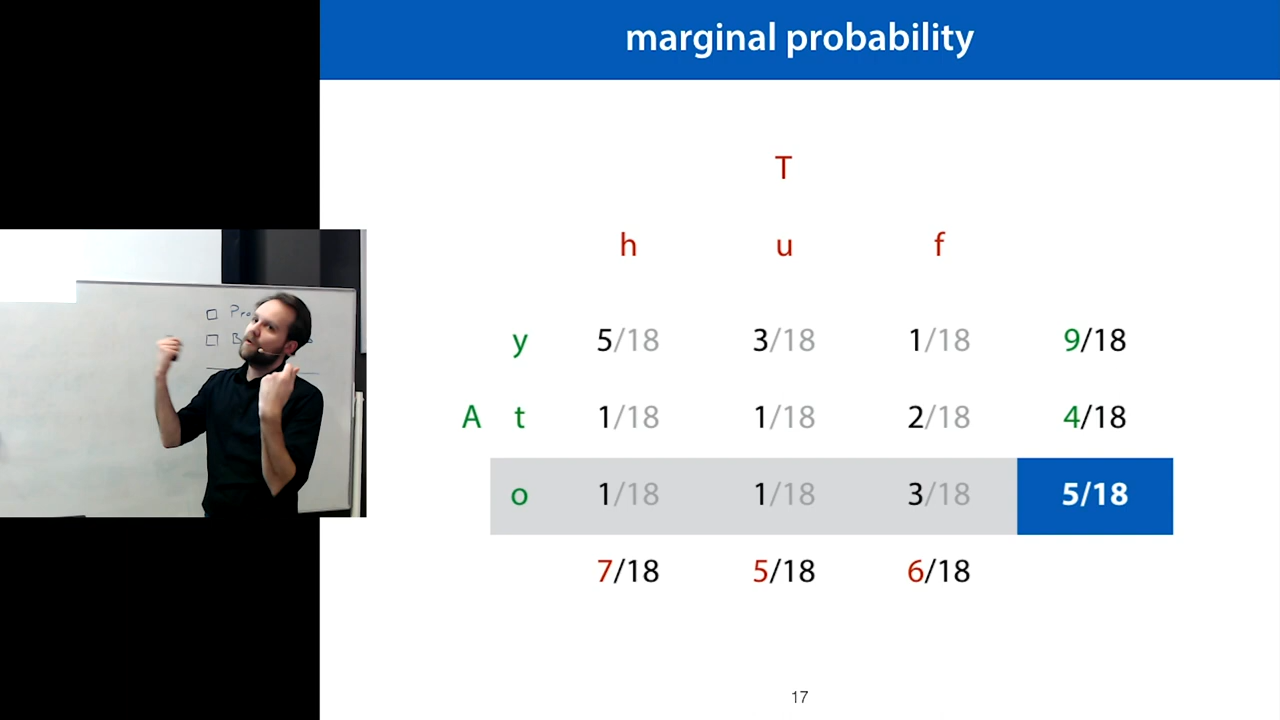 marginal probability
T
h u f
y 5/18 3/18 1/18 9/18
A t 1/18 1/18 2/18 4/18
o 1/18 1/18 3/18 5/18
7/18 5/18 6/18
17